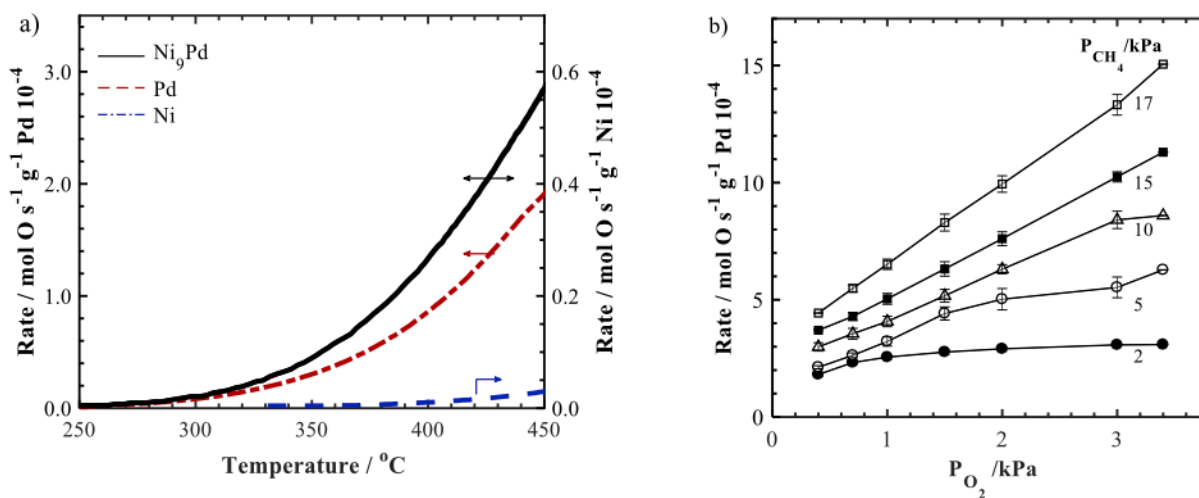 a)
Ni₉Pd
Pd
Ni
Rate / mol O s⁻¹ g⁻¹ Pd 10⁻⁴
3.0
2.0
1.0
0.0
0.6
0.4
0.2
0.0
Rate / mol O s⁻¹ g⁻¹ Ni 10⁻⁴
250 300 350 400 450
Temperature / °C
b)
P_CH₄ /kPa
Rate / mol O s⁻¹ g⁻¹ Pd 10⁻⁴
15
10
5
0
17
15
10
5
2
0 1 2 3
P_O₂ /kPa